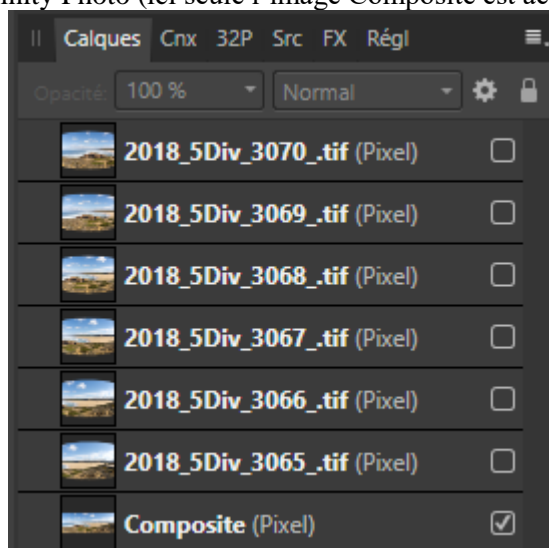 Calques Cnx 32P Src FX Régl
Opacité: 100 % Normal
2018_5Div_3070_.tif (Pixel)
2018_5Div_3069_.tif (Pixel)
2018_5Div_3068_.tif (Pixel)
2018_5Div_3067_.tif (Pixel)
2018_5Div_3066_.tif (Pixel)
2018_5Div_3065_.tif (Pixel)
Composite (Pixel)